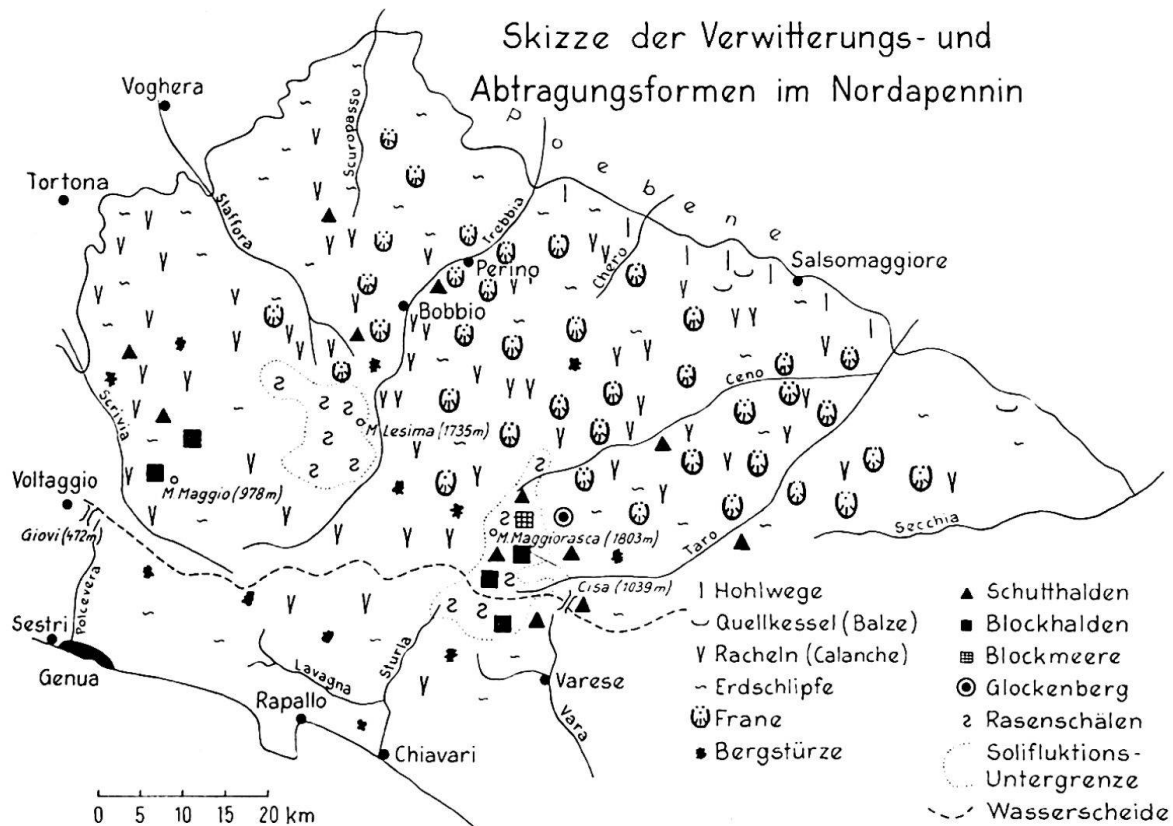 Skizze der Verwitterungs- und
Abtragungsformen im Nordapennin
Voghera
Scuropasso
Poebene
Tortona
Staffora
Trebbia
Perino
Chero
Salsomaggiore
Bobbio
Ceno
Scrivia
M. Lesima (1735m)
Voltaggio
M. Maggio (978m)
Giovi (472m)
M. Maggiorasca (1803m)
Taro
Secchia
Cisa (1039m)
Polcevera
Sestri
Genua
Lavagna
Sturla
Rapallo
Varese
Vara
Chiavari
0 5 10 15 20 km
Hohlwege
Quellkessel (Balze)
Racheln (Calanche)
Erdschlipfe
Frane
Bergstürze
Schutthalden
Blockhalden
Blockmeere
Glockenberg
Rasenschälen
Solifluktions-
Untergrenze
Wasserscheide